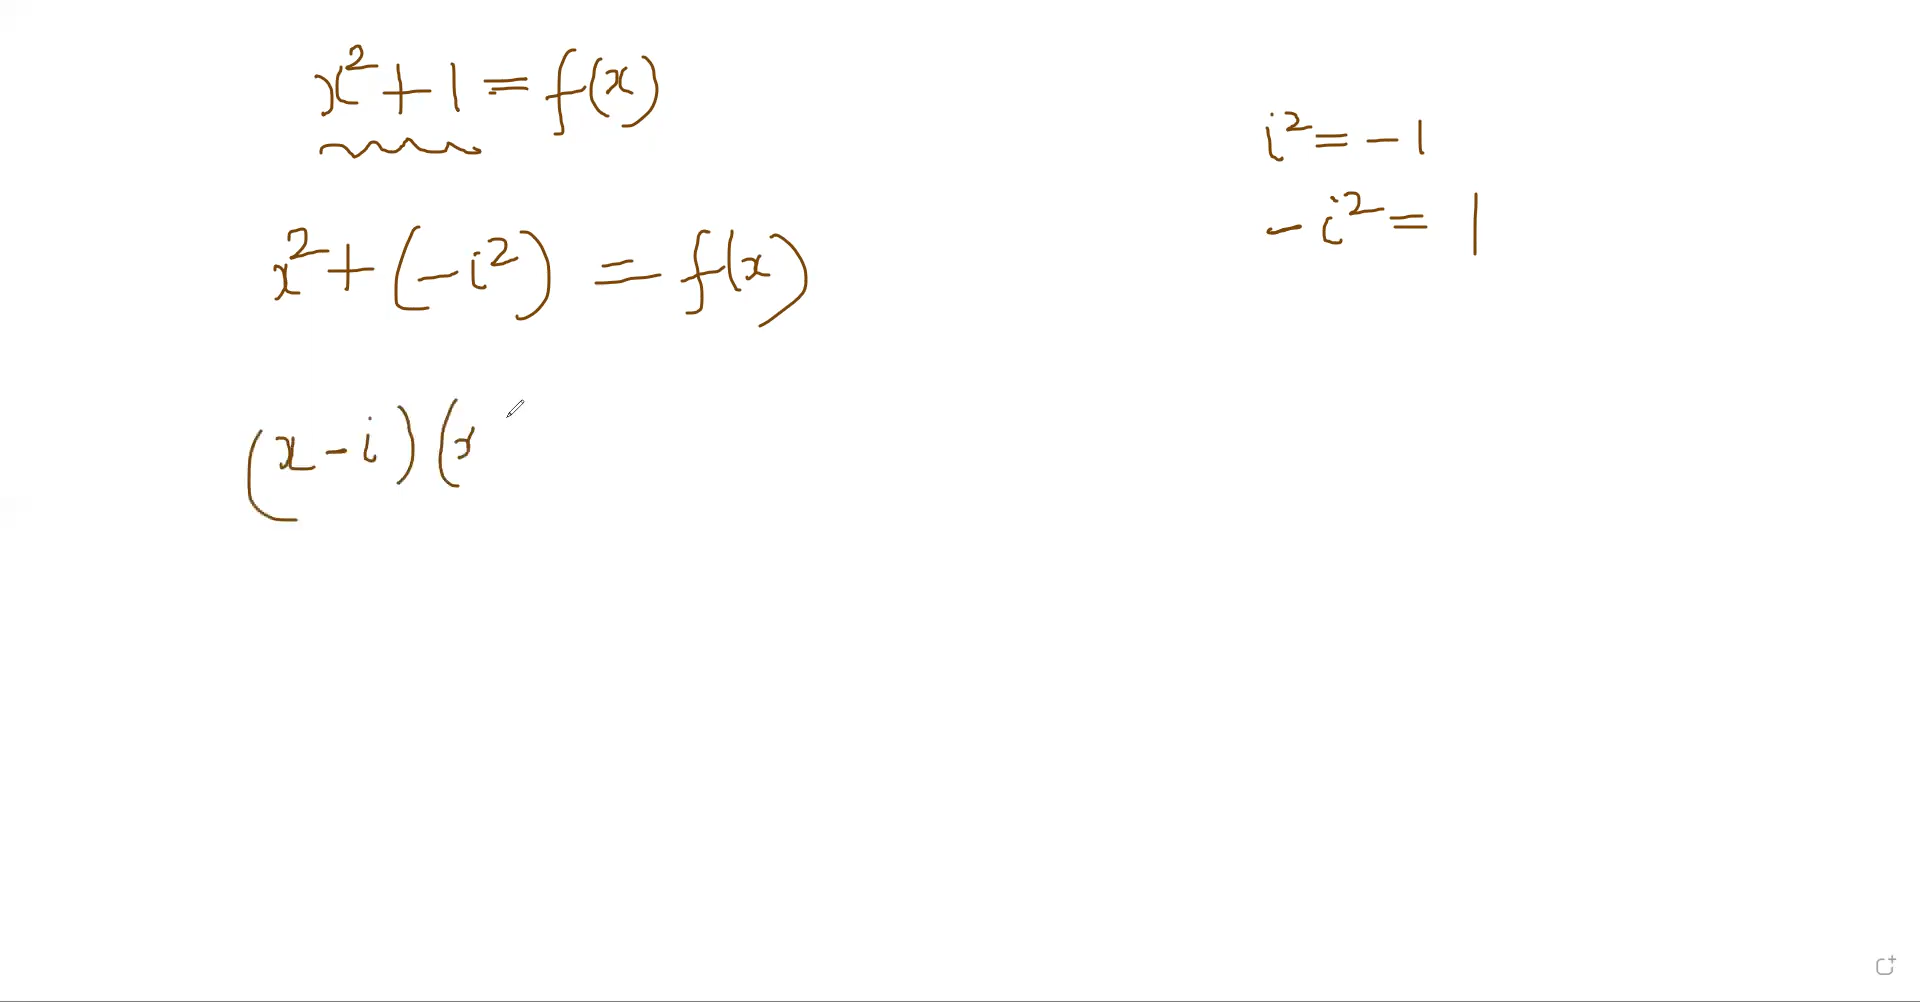 x² + 1 = f(x)
x² + (-i²) = f(x)
(x - i)(x
i² = -1
-i² = 1